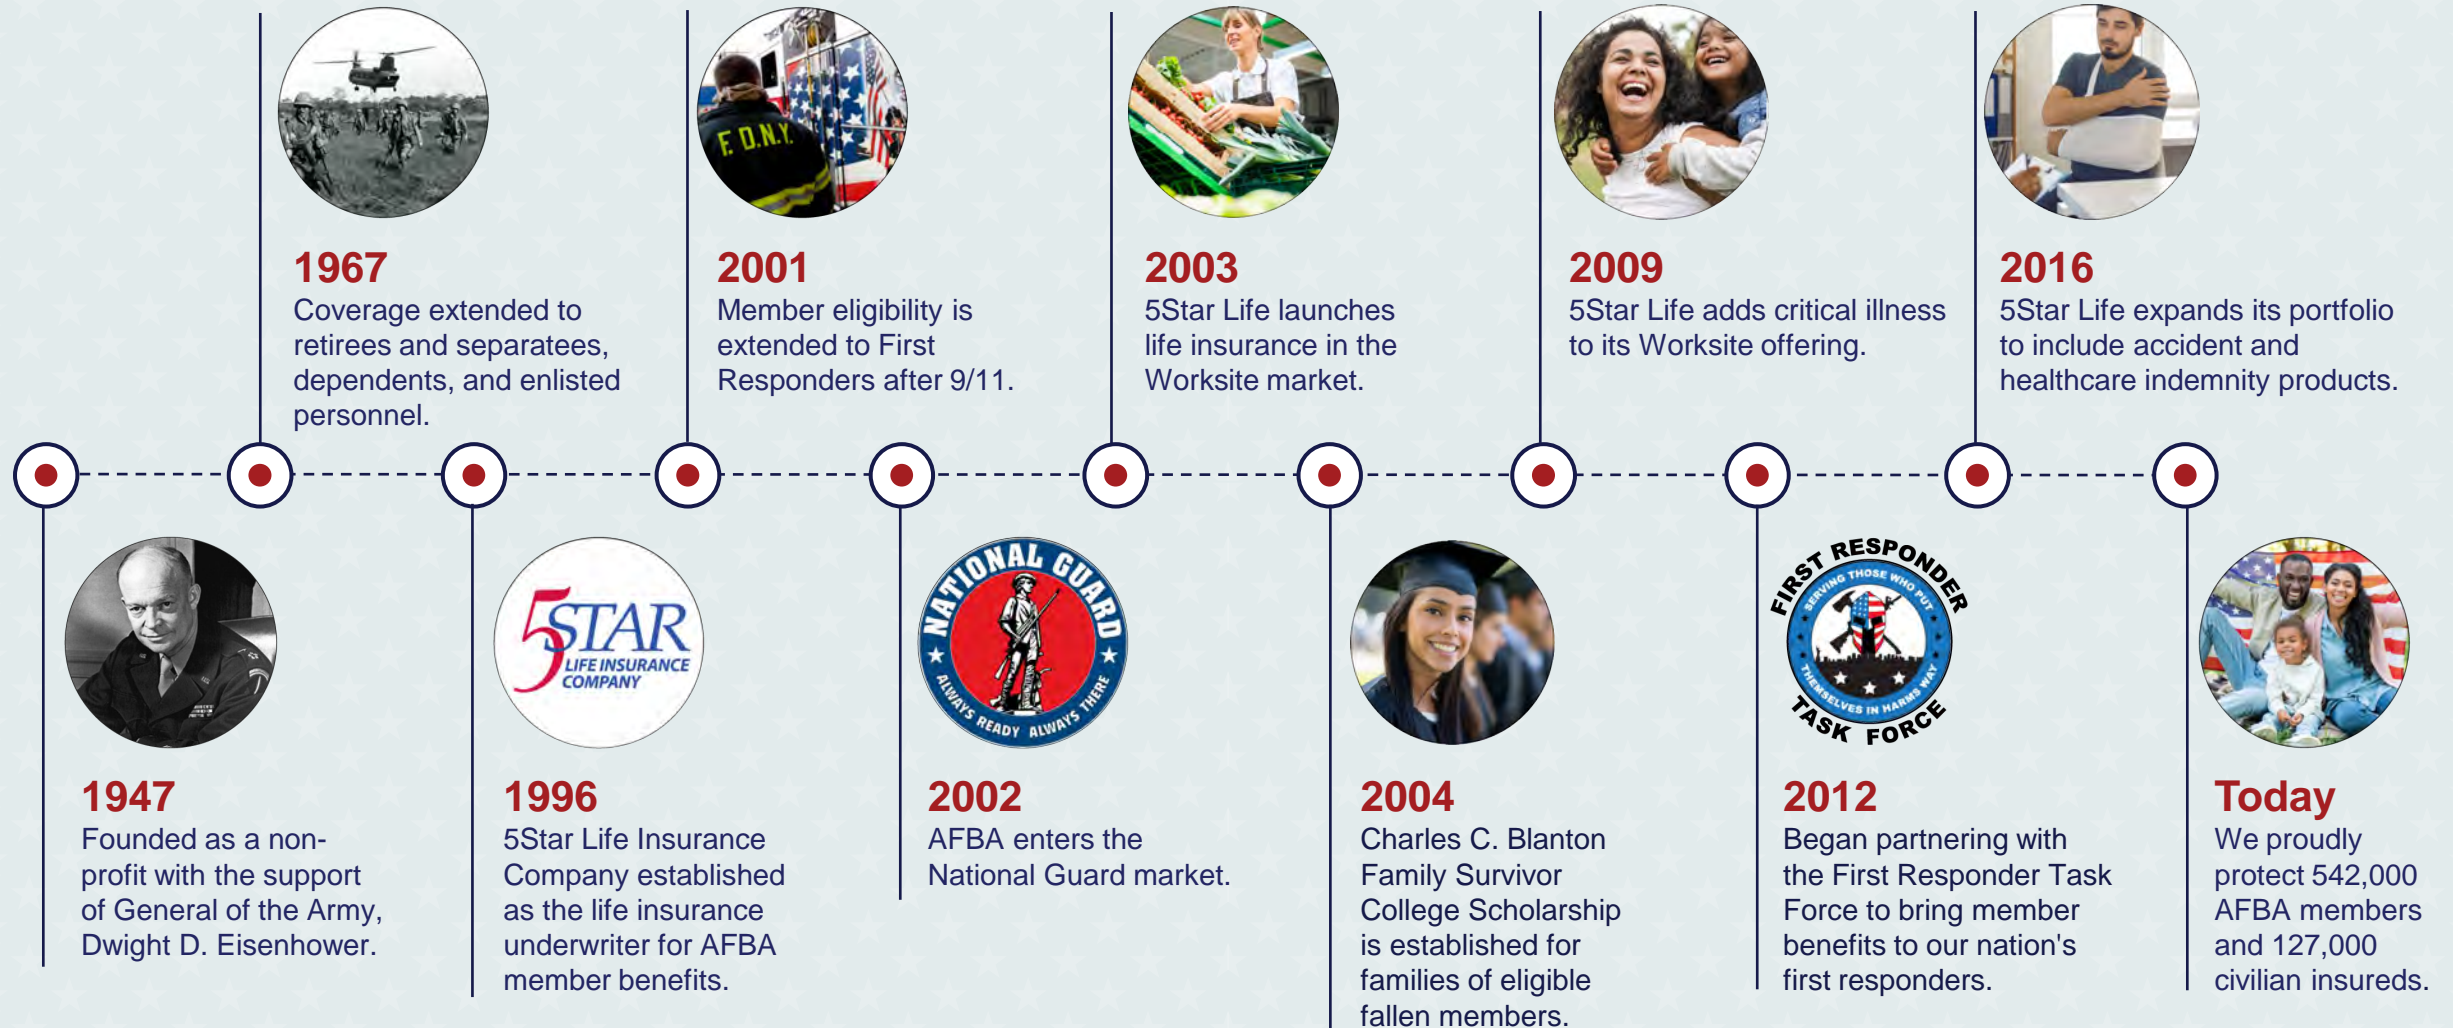 F. D.N.Y.
1967
Coverage extended to
retirees and separatees,
dependents, and enlisted
personnel.
2001
Member eligibility is
extended to First
Responders after 9/11.
2003
5Star Life launches
life insurance in the
Worksite market.
2009
5Star Life adds critical illness
to its Worksite offering.
2016
5Star Life expands its portfolio
to include accident and
healthcare indemnity products.
1947
Founded as a non-
profit with the support
of General of the Army,
Dwight D. Eisenhower.
5STAR
LIFE INSURANCE
COMPANY
1996
5Star Life Insurance
Company established
as the life insurance
underwriter for AFBA
member benefits.
NATIONAL GUARD
ALWAYS READY ALWAYS THERE
2002
AFBA enters the
National Guard market.
2004
Charles C. Blanton
Family Survivor
College Scholarship
is established for
families of eligible
fallen members.
FIRST RESPONDER
SERVING THOSE WHO PUT
THEMSELVES IN HARMS WAY
TASK FORCE
2012
Began partnering with
the First Responder Task
Force to bring member
benefits to our nation's
first responders.
Today
We proudly
protect 542,000
AFBA members
and 127,000
civilian insureds.